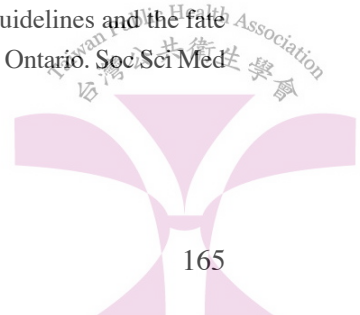 uidelines and the fate
Ontario. Soc Sci Med
Taiwan Public Health Association
台灣公共衛生學會
165